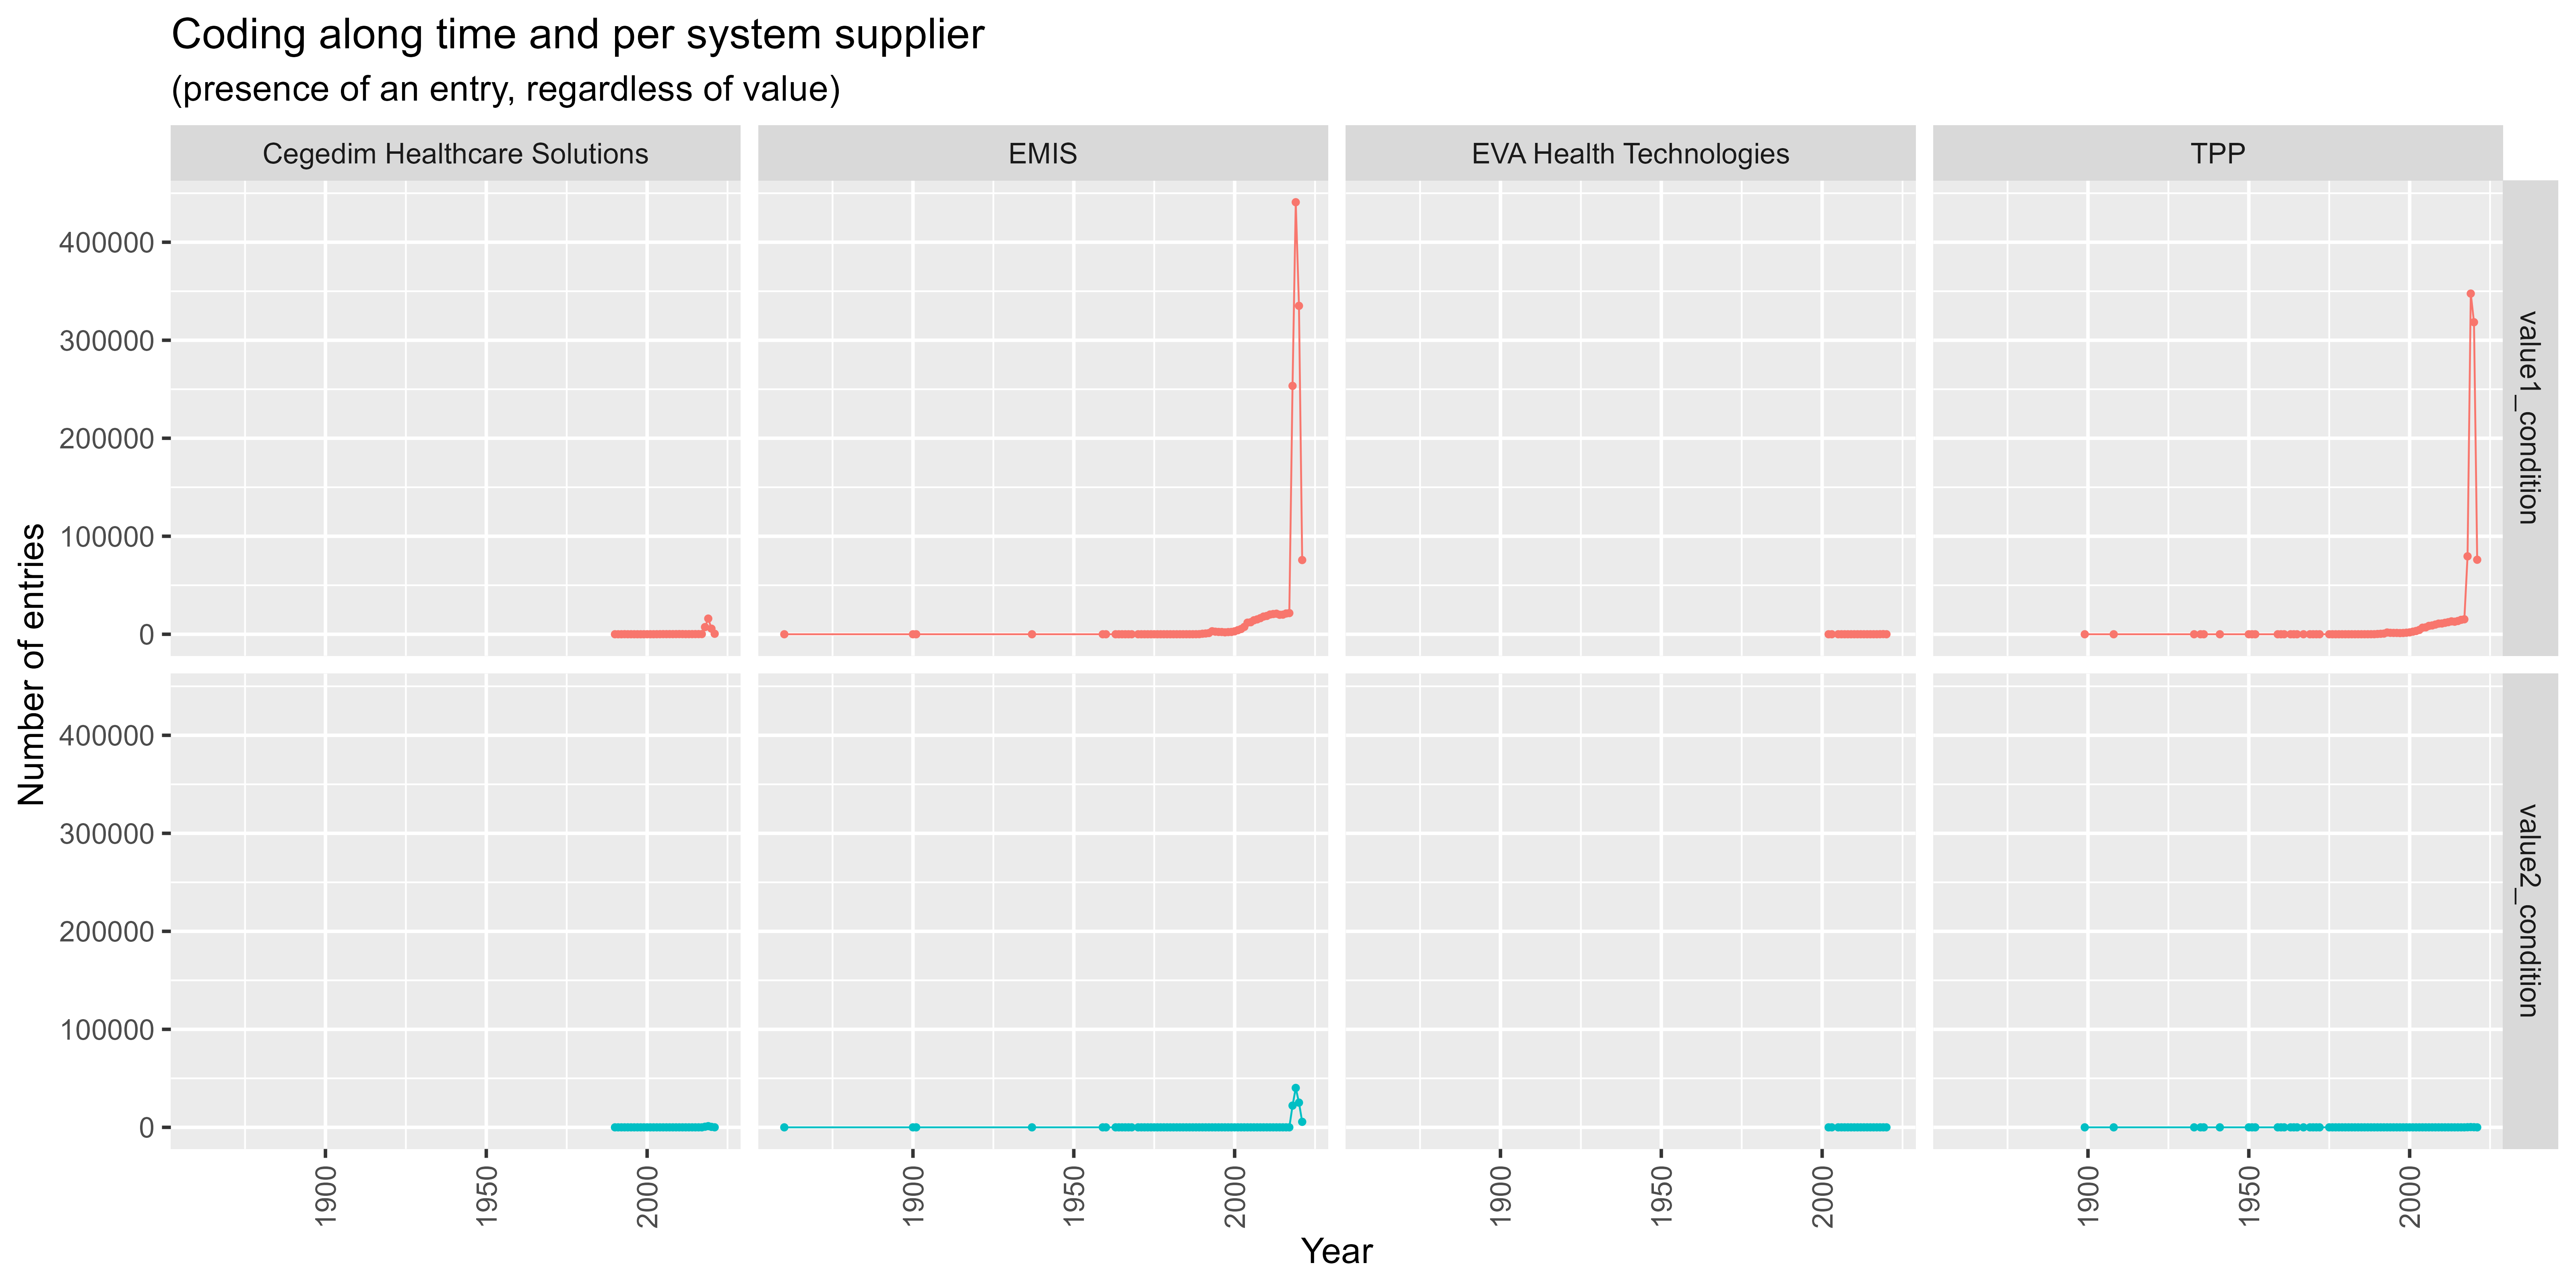 Coding along time and per system supplier
(presence of an entry, regardless of value)
Cegedim Healthcare Solutions
EMIS
EVA Health Technologies
TPP
Number of entries
400000
300000
200000
100000
0
value1_condition
400000
300000
200000
100000
0
value2_condition
1900
1950
2000
1900
1950
2000
1900
1950
2000
1900
1950
2000
Year